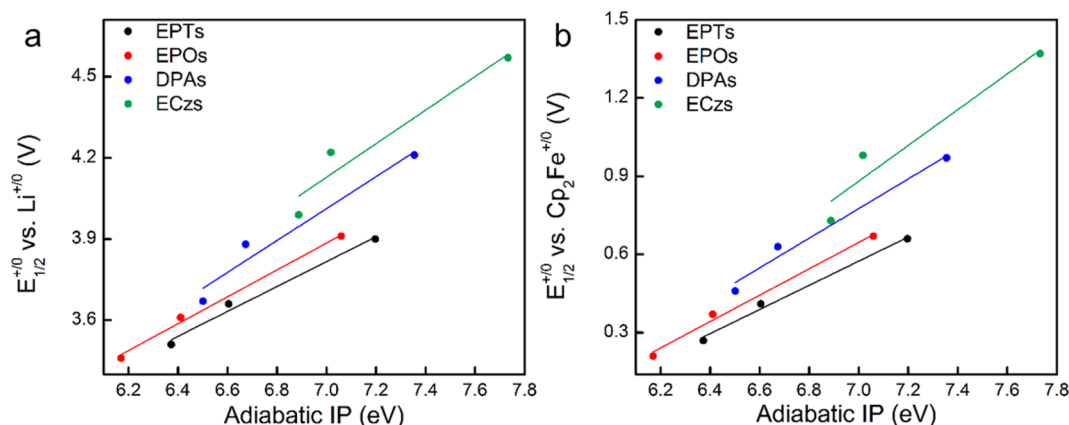 a
EPTs
EPOs
DPAs
ECzs
4.5
4.2
3.9
3.6
E1/2+/0 vs. Li+/0 (V)
6.2 6.4 6.6 6.8 7.0 7.2 7.4 7.6 7.8
Adiabatic IP (eV)
b
EPTs
EPOs
DPAs
ECzs
1.5
1.2
0.9
0.6
0.3
E1/2+/0 vs. Cp2Fe+/0 (V)
6.2 6.4 6.6 6.8 7.0 7.2 7.4 7.6 7.8
Adiabatic IP (eV)